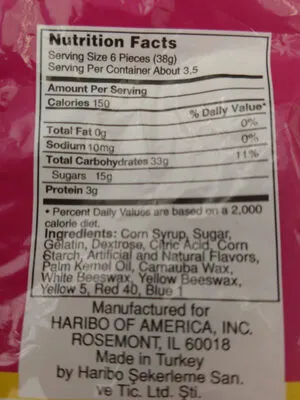 Nutrition Facts
Serving Size 6 Pieces (38g)
Serving Per Container About 3.5
Amount Per Serving
Calories 150
% Daily Value*
Total Fat 0g 0%
Sodium 10mg 0%
Total Carbohydrates 33g 11%
Sugars 15g
Protein 3g
• Percent Daily Values are based on a 2,000
calorie diet.
Ingredients: Corn Syrup, Sugar,
Gelatin, Dextrose, Citric Acid, Corn
Starch, Artificial and Natural Flavors,
Palm Kernel Oil, Carnauba Wax,
White Beeswax, Yellow Beeswax,
Yellow 5, Red 40, Blue 1
Manufactured for
HARIBO OF AMERICA, INC.
ROSEMONT, IL 60018
Made in Turkey
by Haribo Şekerleme San.
ve Tic. Ltd. Şti.